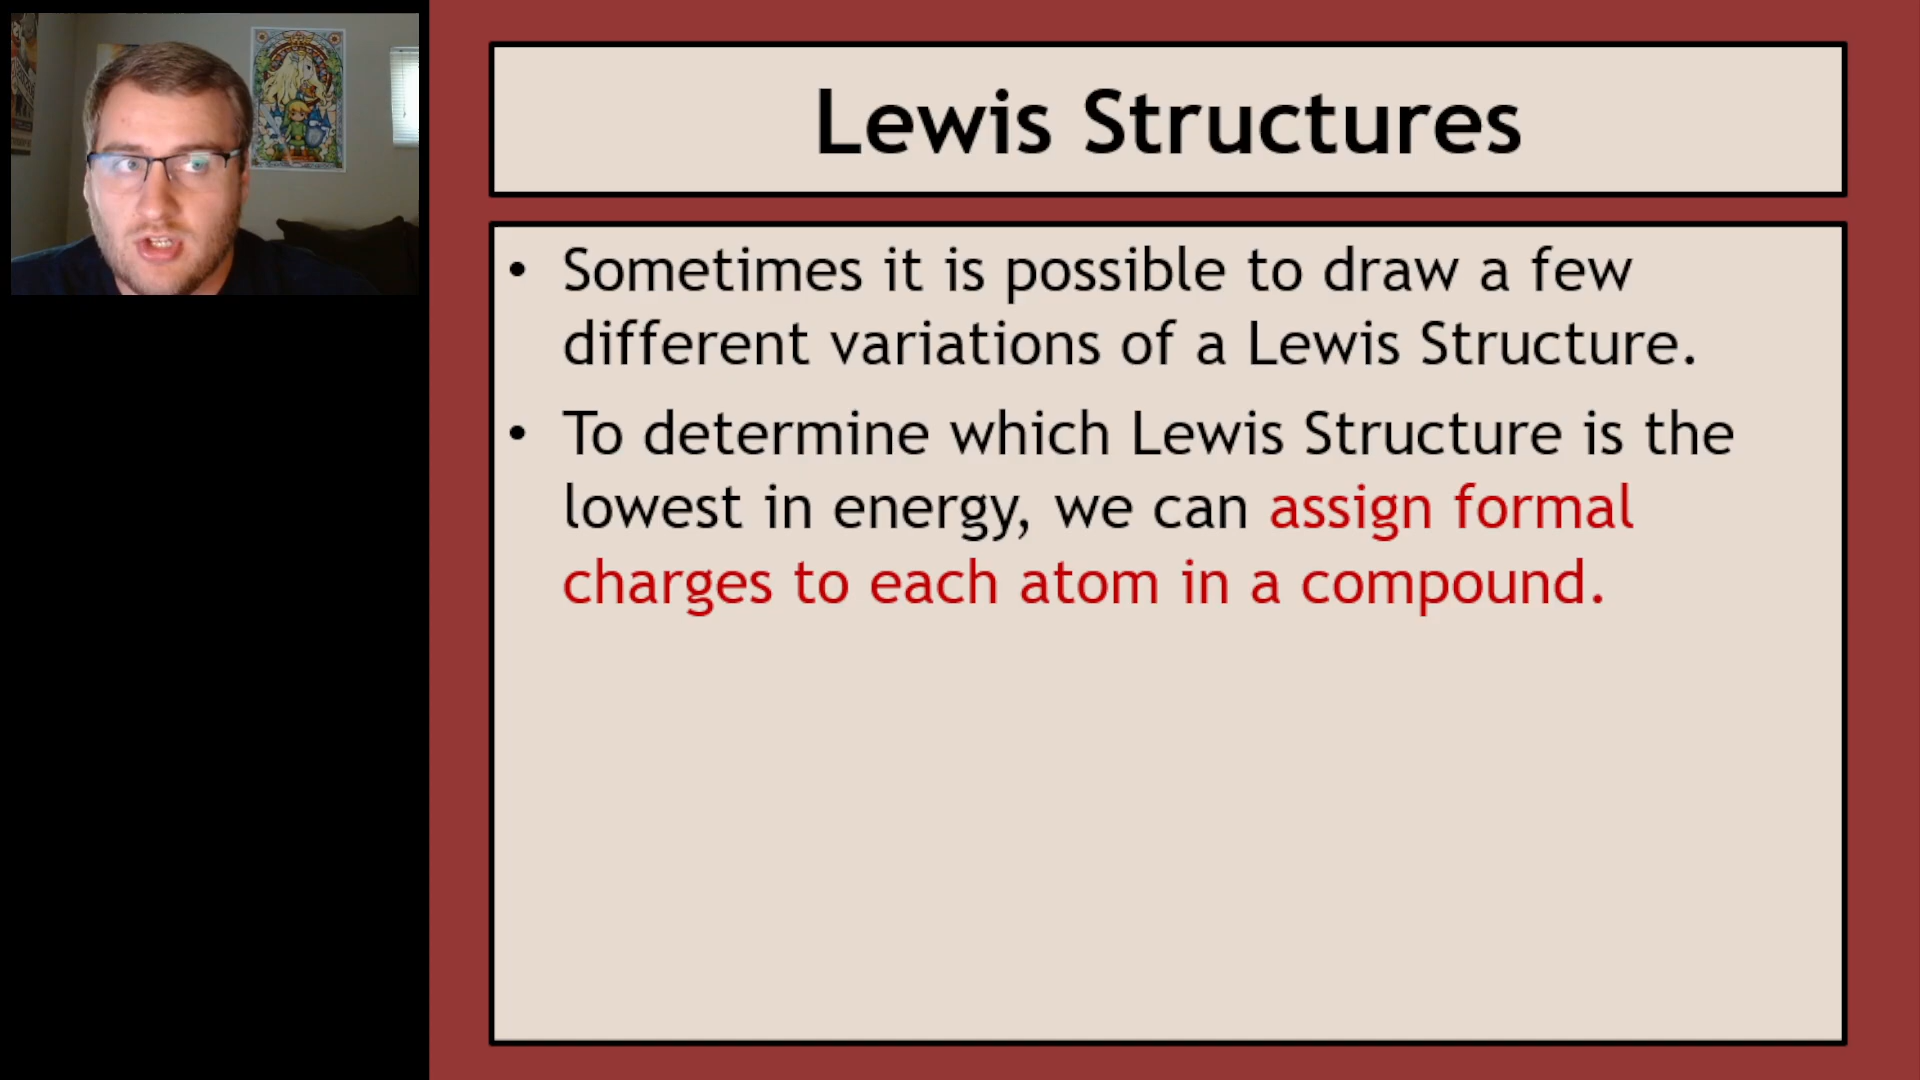 Lewis Structures
• Sometimes it is possible to draw a few
different variations of a Lewis Structure.
• To determine which Lewis Structure is the
lowest in energy, we can assign formal
charges to each atom in a compound.